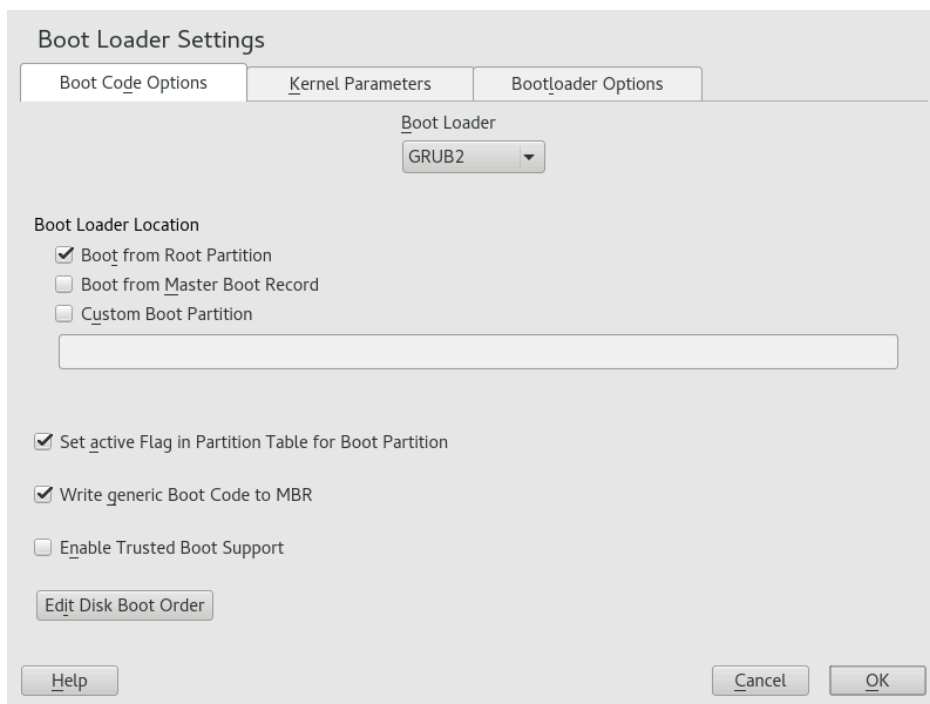 Boot Loader Settings
Boot Code Options
Kernel Parameters
Bootloader Options
Boot Loader
GRUB2
Boot Loader Location
Boot from Root Partition
Boot from Master Boot Record
Custom Boot Partition
Set active Flag in Partition Table for Boot Partition
Write generic Boot Code to MBR
Enable Trusted Boot Support
Edit Disk Boot Order
Help
Cancel
OK